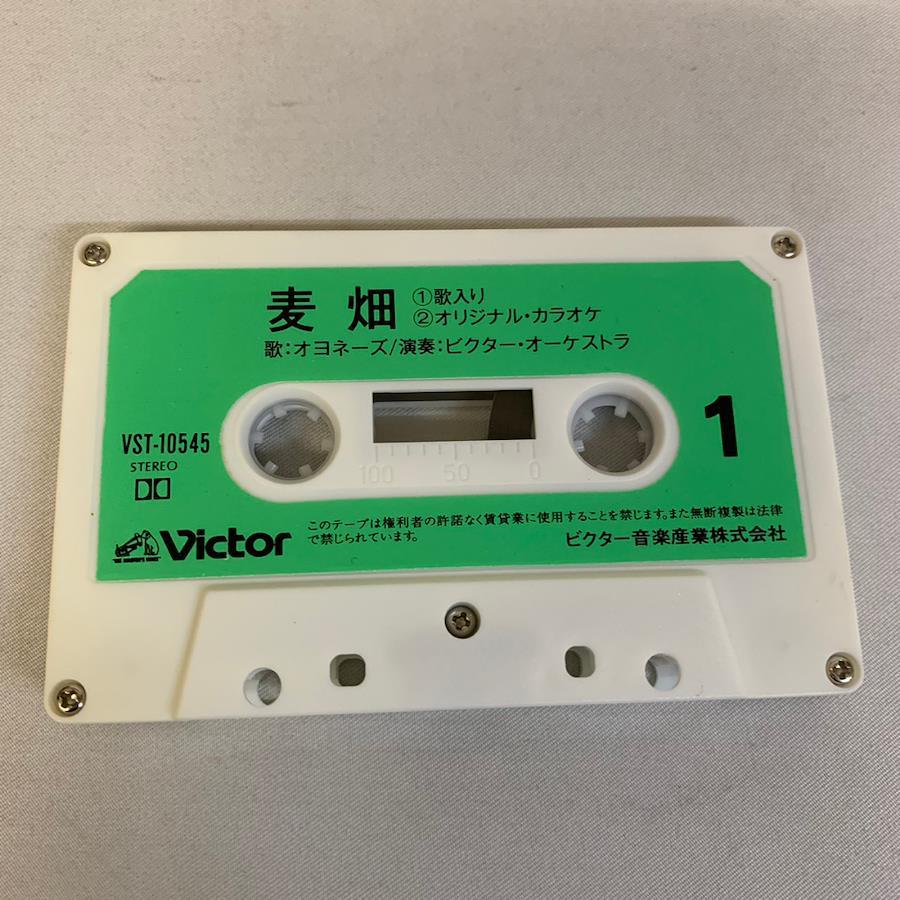 麦畑 ①歌入り
②オリジナル・カラオケ
歌:オヨネーズ/演奏:ビクター・オーケストラ
VST-10545
STEREO
1
100 50 0
Victor
このテープは権利者の許諾なく賃貸業に使用することを禁じます。また無断複製は法律
で禁じられています。
ビクター音楽産業株式会社